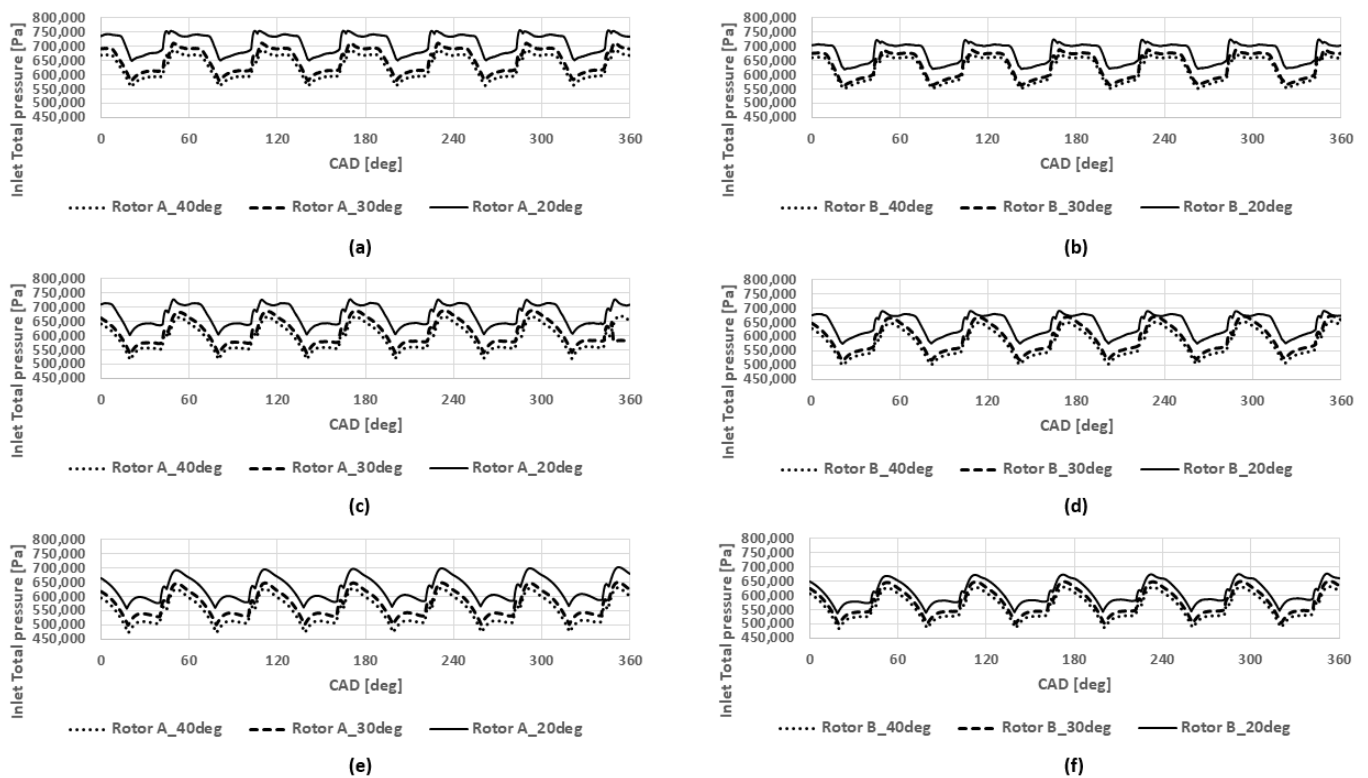 Inlet Total pressure [Pa]
800,000
750,000
700,000
650,000
600,000
550,000
500,000
450,000
0 60 120 180 240 300 360
CAD [deg]
Rotor A_40deg Rotor A_30deg Rotor A_20deg
(a)
Inlet Total pressure [Pa]
800,000
750,000
700,000
650,000
600,000
550,000
500,000
450,000
0 60 120 180 240 300 360
CAD [deg]
Rotor B_40deg Rotor B_30deg Rotor B_20deg
(b)
Inlet Total pressure [Pa]
800,000
750,000
700,000
650,000
600,000
550,000
500,000
450,000
0 60 120 180 240 300 360
CAD [deg]
Rotor A_40deg Rotor A_30deg Rotor A_20deg
(c)
Inlet Total pressure [Pa]
800,000
750,000
700,000
650,000
600,000
550,000
500,000
450,000
0 60 120 180 240 300 360
CAD [deg]
Rotor B_40deg Rotor B_30deg Rotor B_20deg
(d)
Inlet Total pressure [Pa]
800,000
750,000
700,000
650,000
600,000
550,000
500,000
450,000
0 60 120 180 240 300 360
CAD [deg]
Rotor A_40deg Rotor A_30deg Rotor A_20deg
(e)
Inlet Total pressure [Pa]
800,000
750,000
700,000
650,000
600,000
550,000
500,000
450,000
0 60 120 180 240 300 360
CAD [deg]
Rotor B_40deg Rotor B_30deg Rotor B_20deg
(f)